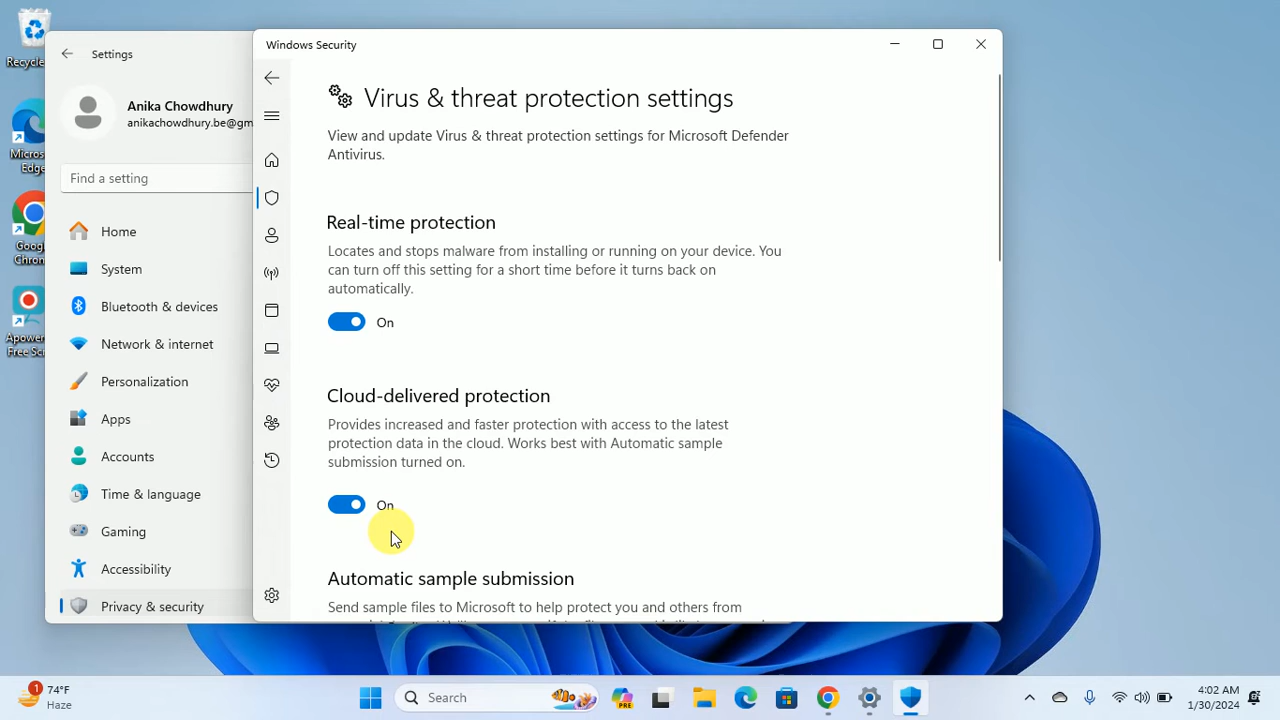 Recycle
Microsoft
Edge
Google
Chrom
Apower
Free Scr
Settings
Anika Chowdhury
anikachowdhury.be@gm
Find a setting
Home
System
Bluetooth & devices
Network & internet
Personalization
Apps
Accounts
Time & language
Gaming
Accessibility
Privacy & security
Windows Security
Virus & threat protection settings
View and update Virus & threat protection settings for Microsoft Defender
Antivirus.
Real-time protection
Locates and stops malware from installing or running on your device. You
can turn off this setting for a short time before it turns back on
automatically.
On
Cloud-delivered protection
Provides increased and faster protection with access to the latest
protection data in the cloud. Works best with Automatic sample
submission turned on.
On
Automatic sample submission
Send sample files to Microsoft to help protect you and others from
1
74°F
Haze
Search
PRE
4:02 AM
1/30/2024